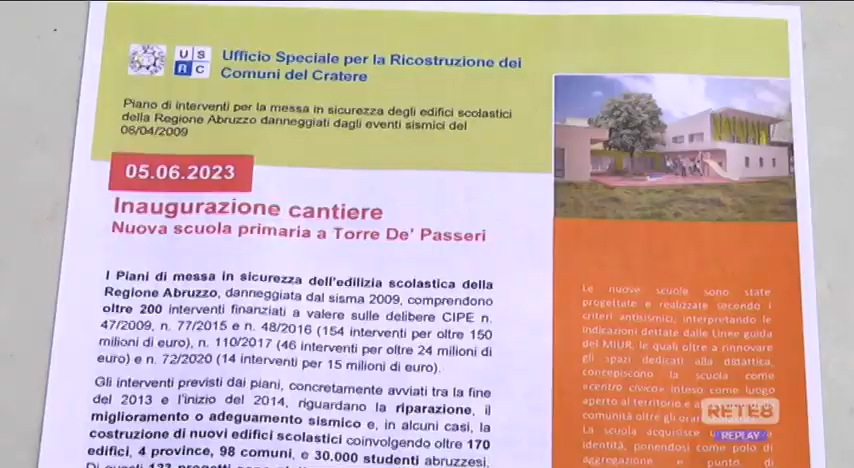 U S
R C
Ufficio Speciale per la Ricostruzione dei
Comuni del Cratere
Piano di interventi per la messa in sicurezza degli edifici scolastici
della Regione Abruzzo danneggiati dagli eventi sismici del
06/04/2009
05.06.2023
Inaugurazione cantiere
Nuova scuola primaria a Torre De' Passeri
I Piani di messa in sicurezza dell'edilizia scolastica della
Regione Abruzzo, danneggiata dal sisma 2009, comprendono
oltre 200 interventi finanziati a valere sulle delibere CIPE n.
47/2009, n. 77/2015 e n. 48/2016 (154 interventi per oltre 150
milioni di euro), n. 110/2017 (46 interventi per oltre 24 milioni di
euro) e n. 72/2020 (14 interventi per 15 milioni di euro).
Gli interventi previsti dai piani, concretamente avviati tra la fine
del 2013 e l'inizio del 2014, riguardano la riparazione, il
miglioramento o adeguamento sismico e, in alcuni casi, la
costruzione di nuovi edifici scolastici coinvolgendo oltre 170
edifici, 4 province, 98 comuni, e 30.000 studenti abruzzesi.
Di questi 133 progetti
Le nuove scuole sono state
progettate e realizzate secondo i
criteri antisismici, interpretando le
indicazioni dettate dalle Linee guida
del MIUR, le quali oltre a rinnovare
gli spazi dedicati alla didattica,
concepiscono la scuola come
«centro civico» inteso come luogo
aperto al territorio e a
comunità oltre gli orari
La scuola acquisisce
identità, ponendosi come polo di
aggregazione punto di
RETE8
REPLAY